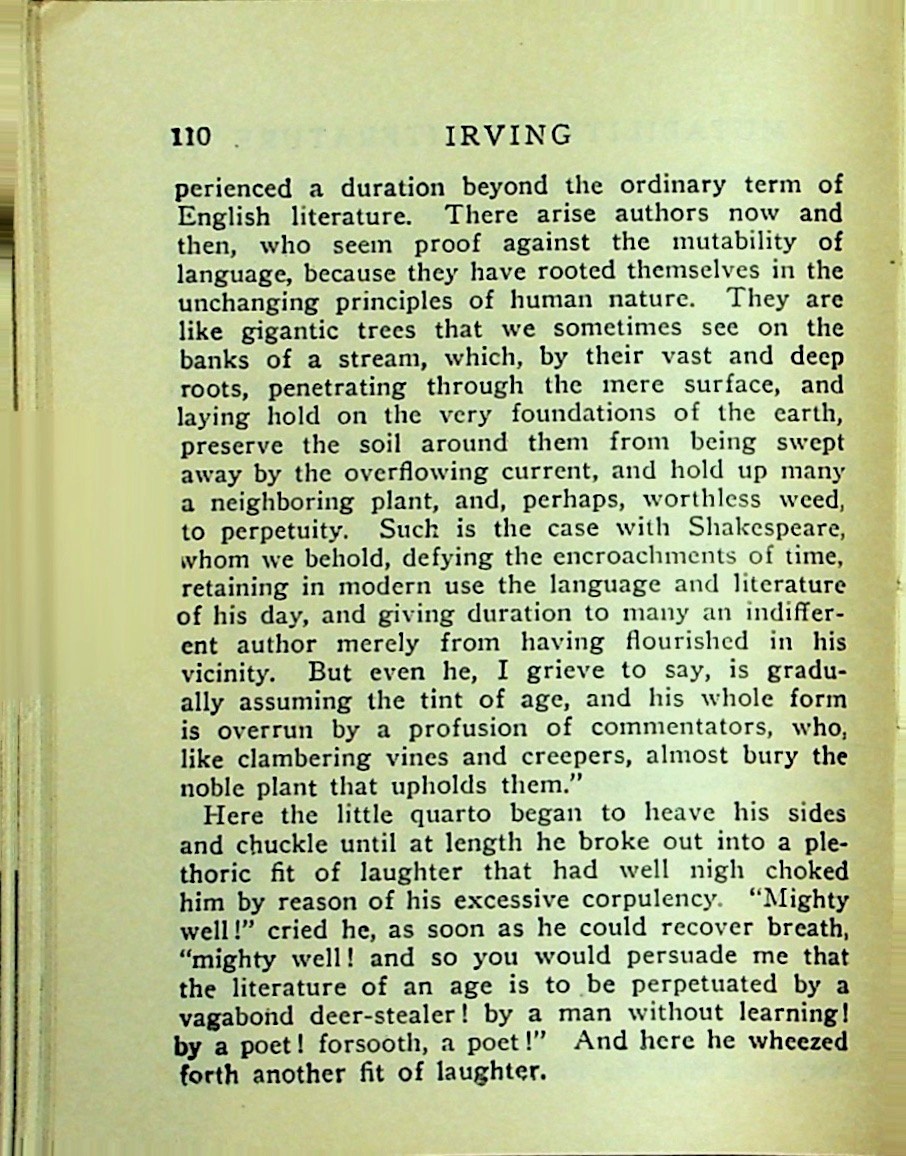 110 IRVING
perienced a duration beyond the ordinary term of
English literature. There arise authors now and
then, who seem proof against the mutability of
language, because they have rooted themselves in the
unchanging principles of human nature. They are
like gigantic trees that we sometimes see on the
banks of a stream, which, by their vast and deep
roots, penetrating through the mere surface, and
laying hold on the very foundations of the earth,
preserve the soil around them from being swept
away by the overflowing current, and hold up many
a neighboring plant, and, perhaps, worthless weed,
to perpetuity. Such is the case with Shakespeare,
whom we behold, defying the encroachments of time,
retaining in modern use the language and literature
of his day, and giving duration to many an indiffer-
ent author merely from having flourished in his
vicinity. But even he, I grieve to say, is gradu-
ally assuming the tint of age, and his whole form
is overrun by a profusion of commentators, who,
like clambering vines and creepers, almost bury the
noble plant that upholds them.”
Here the little quarto began to heave his sides
and chuckle until at length he broke out into a ple-
thoric fit of laughter that had well nigh choked
him by reason of his excessive corpulency. “Mighty
well!” cried he, as soon as he could recover breath,
“mighty well! and so you would persuade me that
the literature of an age is to be perpetuated by a
vagabond deer-stealer! by a man without learning!
by a poet! forsooth, a poet!” And here he wheezed
forth another fit of laughter.